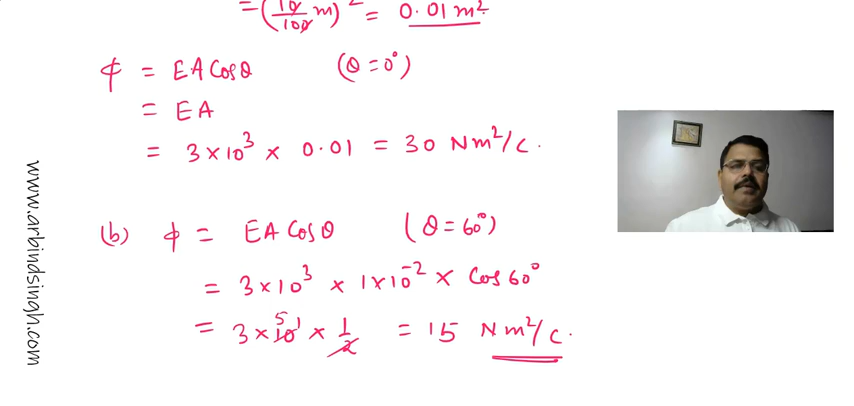 = (10/100 m)² = 0.01 m²
φ = EA Cosθ (θ = 0°)
= EA
= 3 × 10³ × 0.01 = 30 Nm²/C.
(b) φ = EA Cosθ (θ = 60°)
= 3 × 10³ × 1 × 10⁻² × Cos 60°
= 3 × 10¹ 5 × 1/2 = 15 Nm²/C.
www.arbindsingh.com